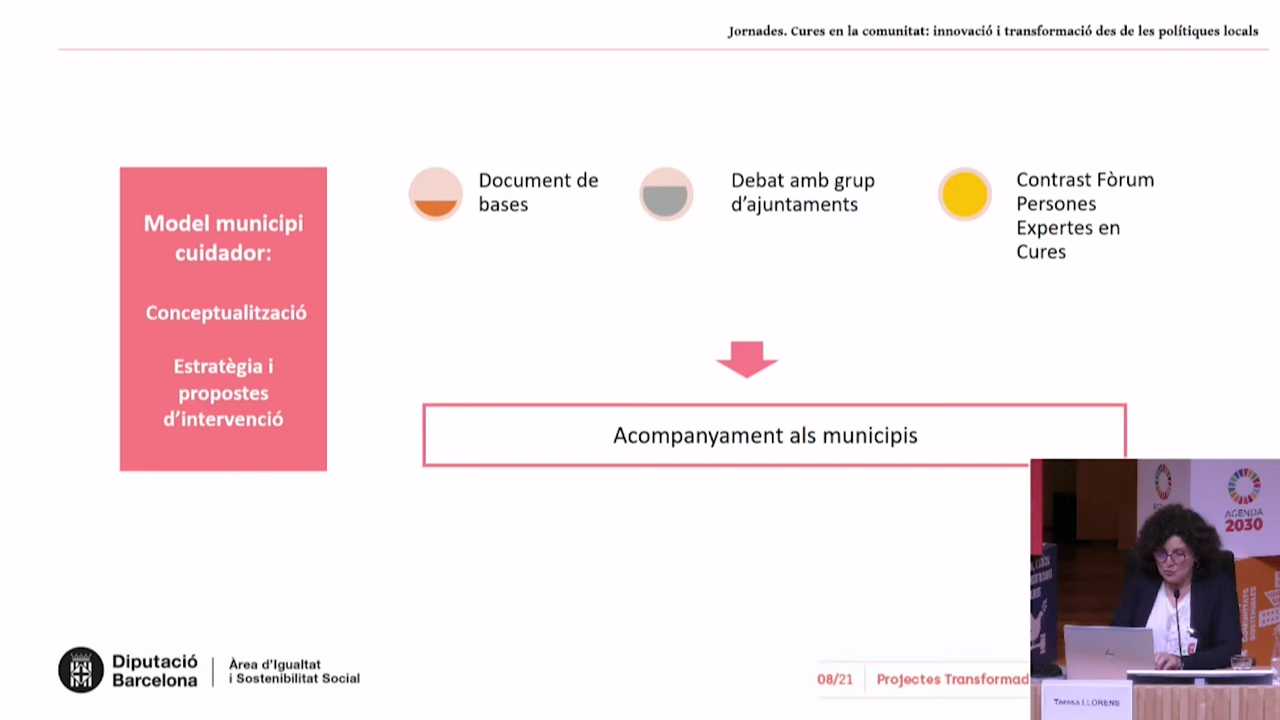 Jornades. Cures en la comunitat: innovació i transformació des de les polítiques locals
Model municipi
cuidador:
Conceptualització
Estratègia i
propostes
d’intervenció
Document de
bases
Debat amb grup
d’ajuntaments
Contrast Fòrum
Persones
Expertes en
Cures
Acompanyament als municipis
AGENDA
2030
Diputació
Barcelona
Àrea d’Igualtat
i Sostenibilitat Social
08/21
Projectes Transformad
Teresa LLORENS